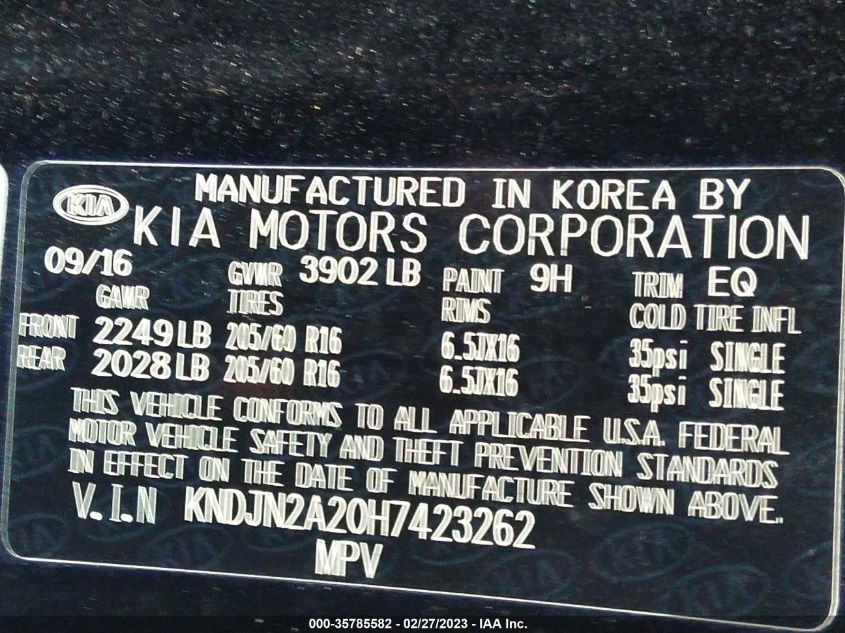 MANUFACTURED IN KOREA BY
KIA KIA MOTORS CORPORATION
09/16 GVWR 3902 LB PAINT 9H TRIM EQ
GAWR TIRES RIMS COLD TIRE INFL
FRONT 2249 LB 205/60 R16 6.5JX16 35psi SINGLE
REAR 2028 LB 205/60 R16 6.5JX16 35psi SINGLE
THIS VEHICLE CONFORMS TO ALL APPLICABLE U.S.A. FEDERAL
MOTOR VEHICLE SAFETY AND THEFT PREVENTION STANDARDS
IN EFFECT ON THE DATE OF MANUFACTURE SHOWN ABOVE.
V.I.N KNDJN2A20H7423262
MPV
000-35785582 - 02/27/2023 - IAA Inc.